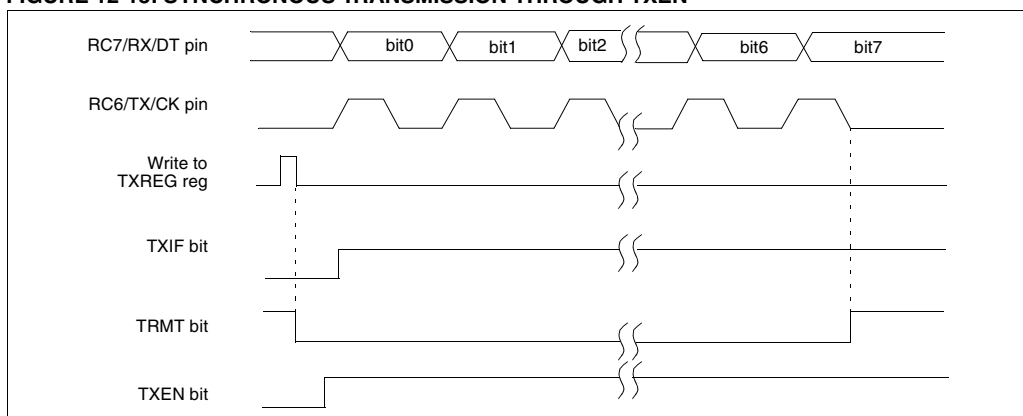 FIGURE 12-10: SYNCHRONOUS TRANSMISSION THROUGH TXEN
RC7/RX/DT pin
bit0
bit1
bit2
bit6
bit7
RC6/TX/CK pin
Write to
TXREG reg
TXIF bit
TRMT bit
TXEN bit